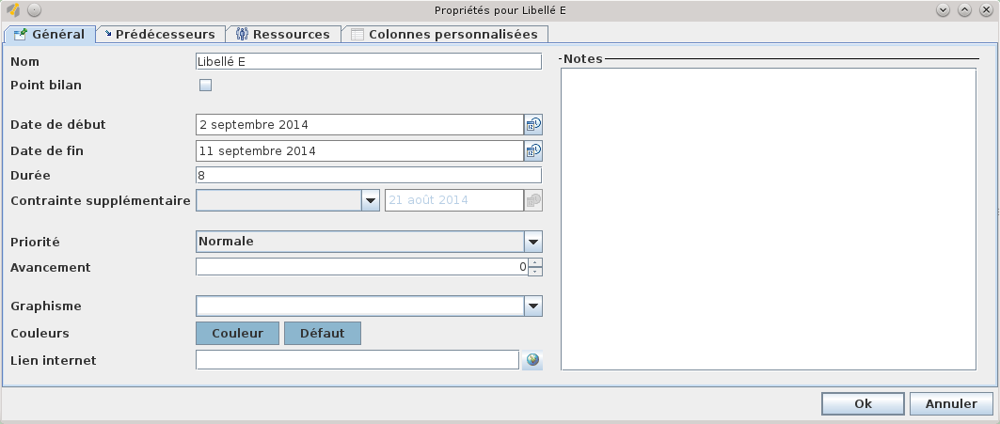 Propriétés pour Libellé E
Général Prédécesseurs Ressources Colonnes personnalisées
Nom Libellé E
Point bilan
Date de début 2 septembre 2014
Date de fin 11 septembre 2014
Durée 8
Contrainte supplémentaire 21 août 2014
Priorité Normale
Avancement 0
Graphisme
Couleurs Couleur Défaut
Lien internet
Notes
Ok Annuler